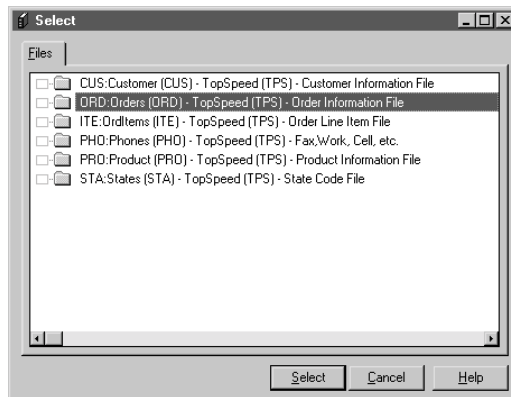 Select
Files
CUS:Customer (CUS) - TopSpeed (TPS) - Customer Information File
ORD:Orders (ORD) - TopSpeed (TPS) - Order Information File
ITE:OrdItems (ITE) - TopSpeed (TPS) - Order Line Item File
PHO:Phones (PHO) - TopSpeed (TPS) - Fax,Work, Cell, etc.
PRO:Product (PRO) - TopSpeed (TPS) - Product Information File
STA:States (STA) - TopSpeed (TPS) - State Code File
Select Cancel Help